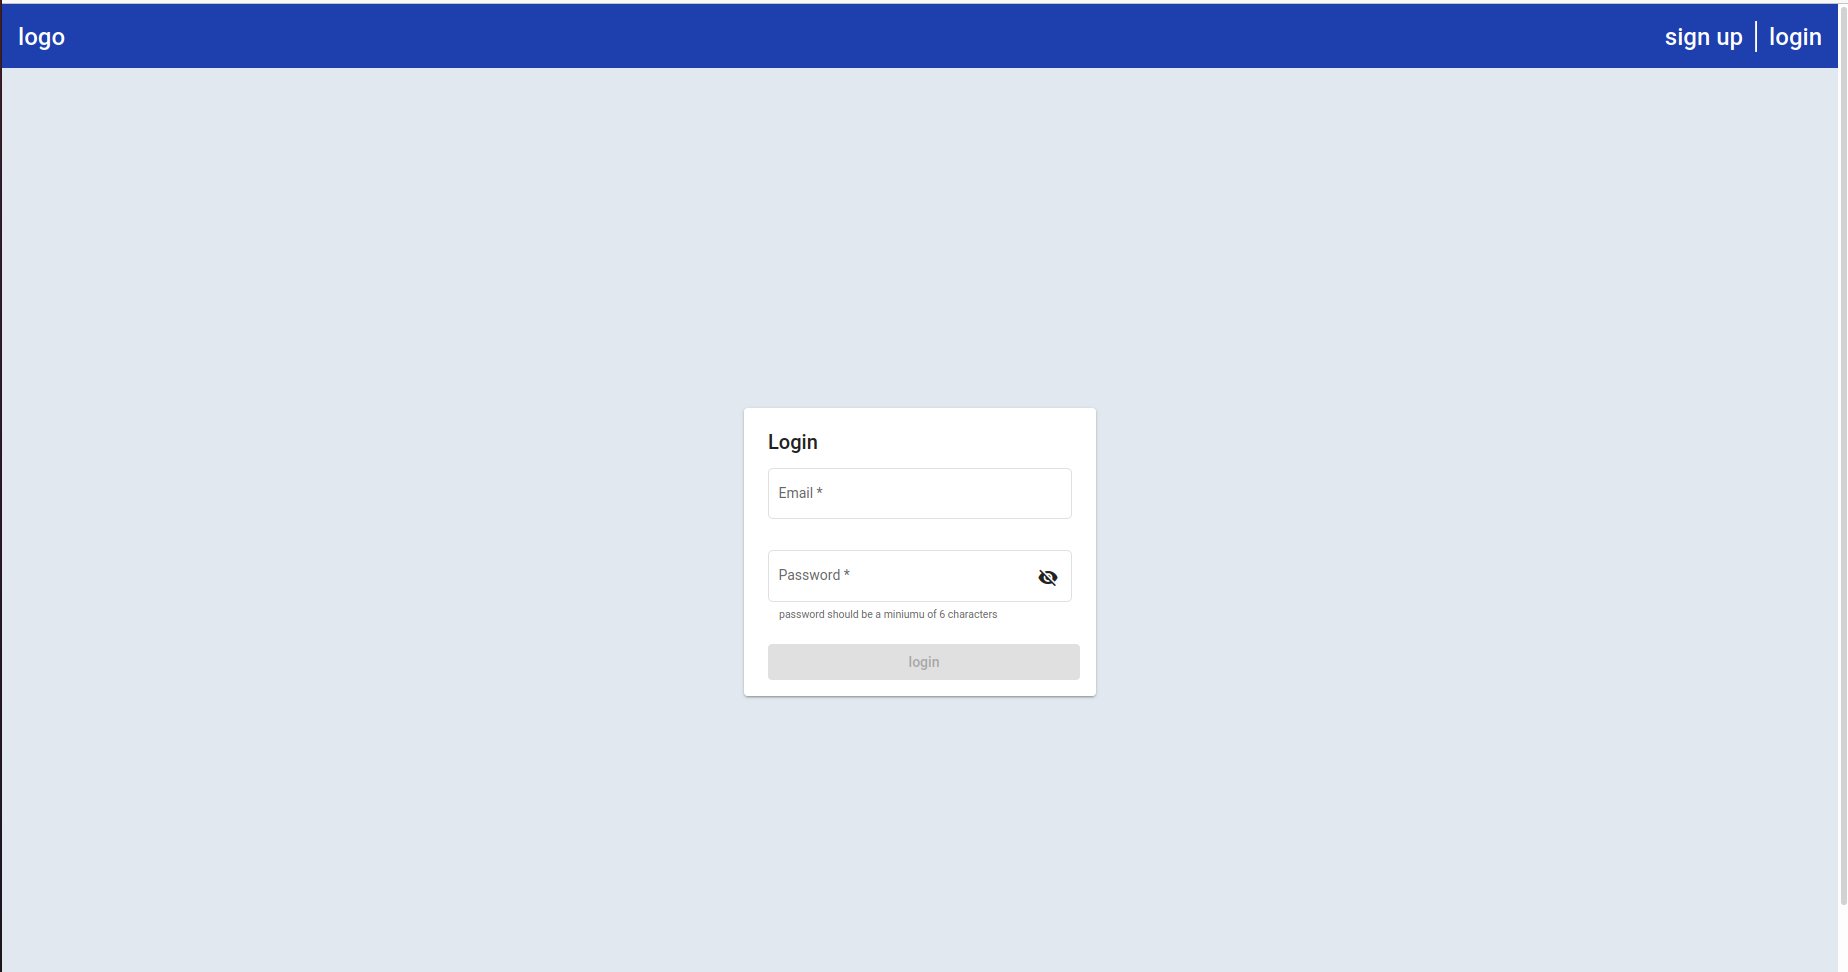 logo
sign up
login
Login
Email *
Password *
password should be a miniumu of 6 characters
login